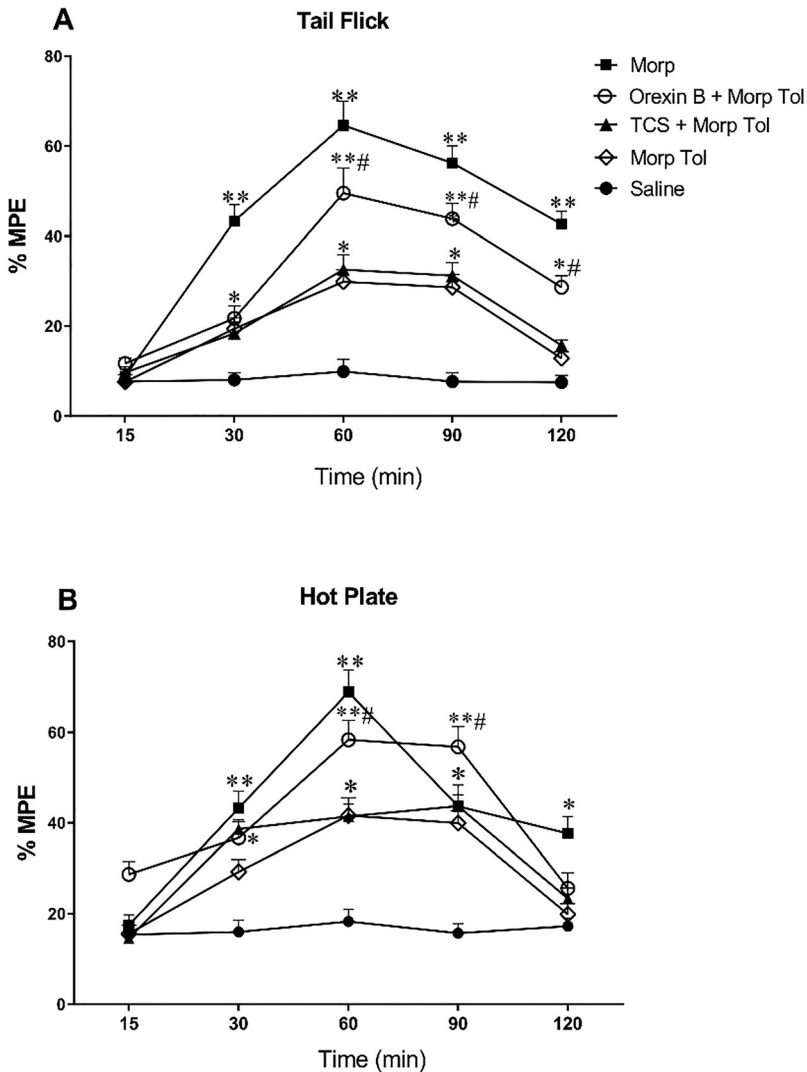 A
Tail Flick
80
60
40
20
0
% MPE
**
**
**
**
**#
**#
*#
*
*
*
15 30 60 90 120
Time (min)
Morp
Orexin B + Morp Tol
TCS + Morp Tol
Morp Tol
Saline
B
Hot Plate
80
60
40
20
0
% MPE
**
**
**#
**#
*
*
*
*
15 30 60 90 120
Time (min)